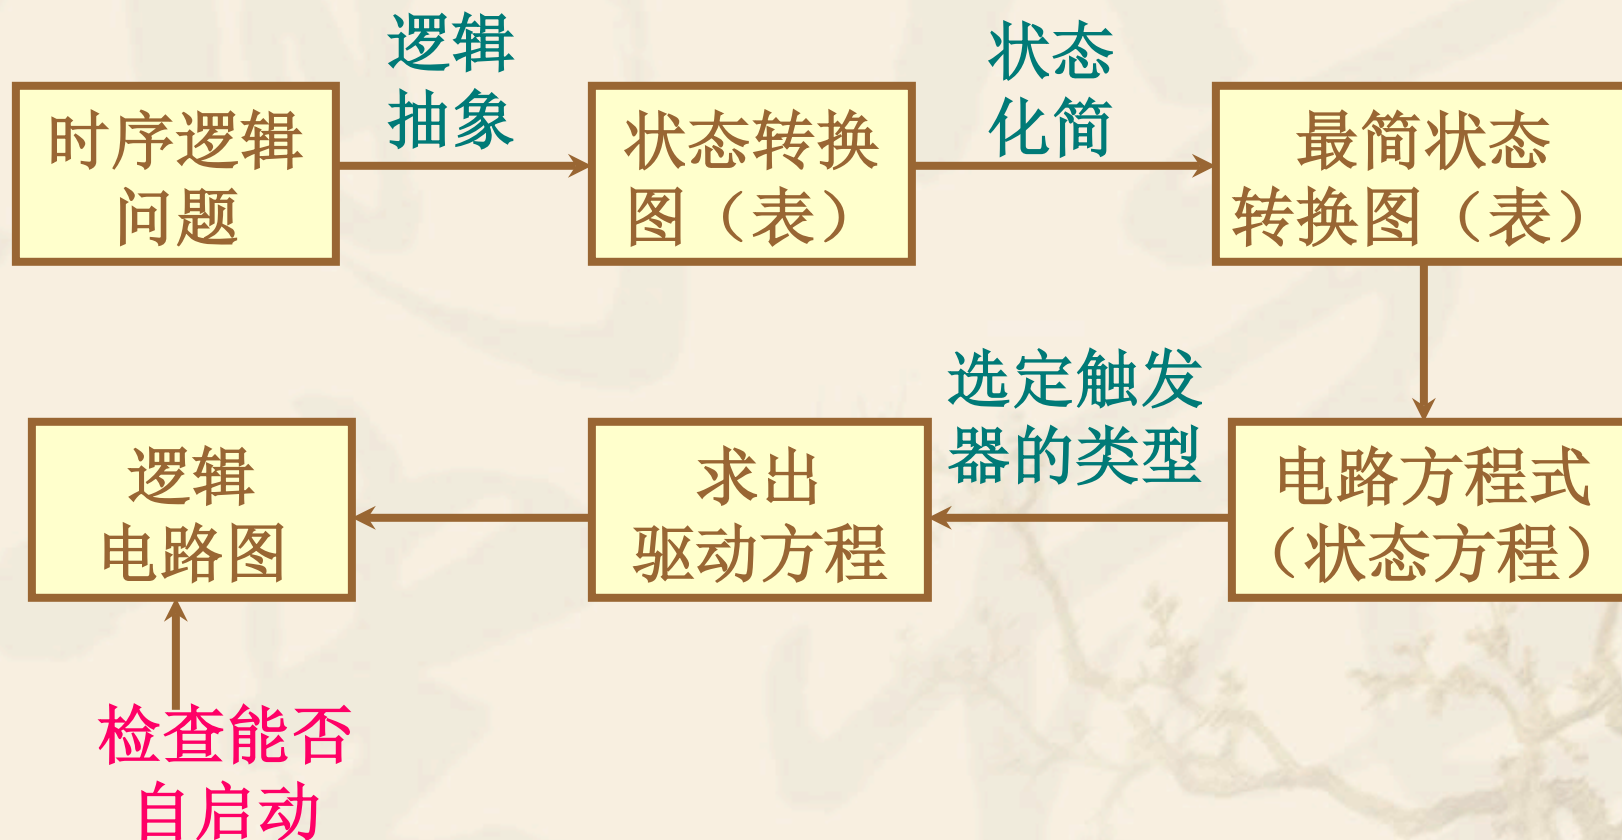 逻辑
抽象
状态
化简
时序逻辑
问题
状态转换
图（表）
最简状态
转换图（表）
选定触发
器的类型
逻辑
电路图
求出
驱动方程
电路方程式
（状态方程）
检查能否
自启动